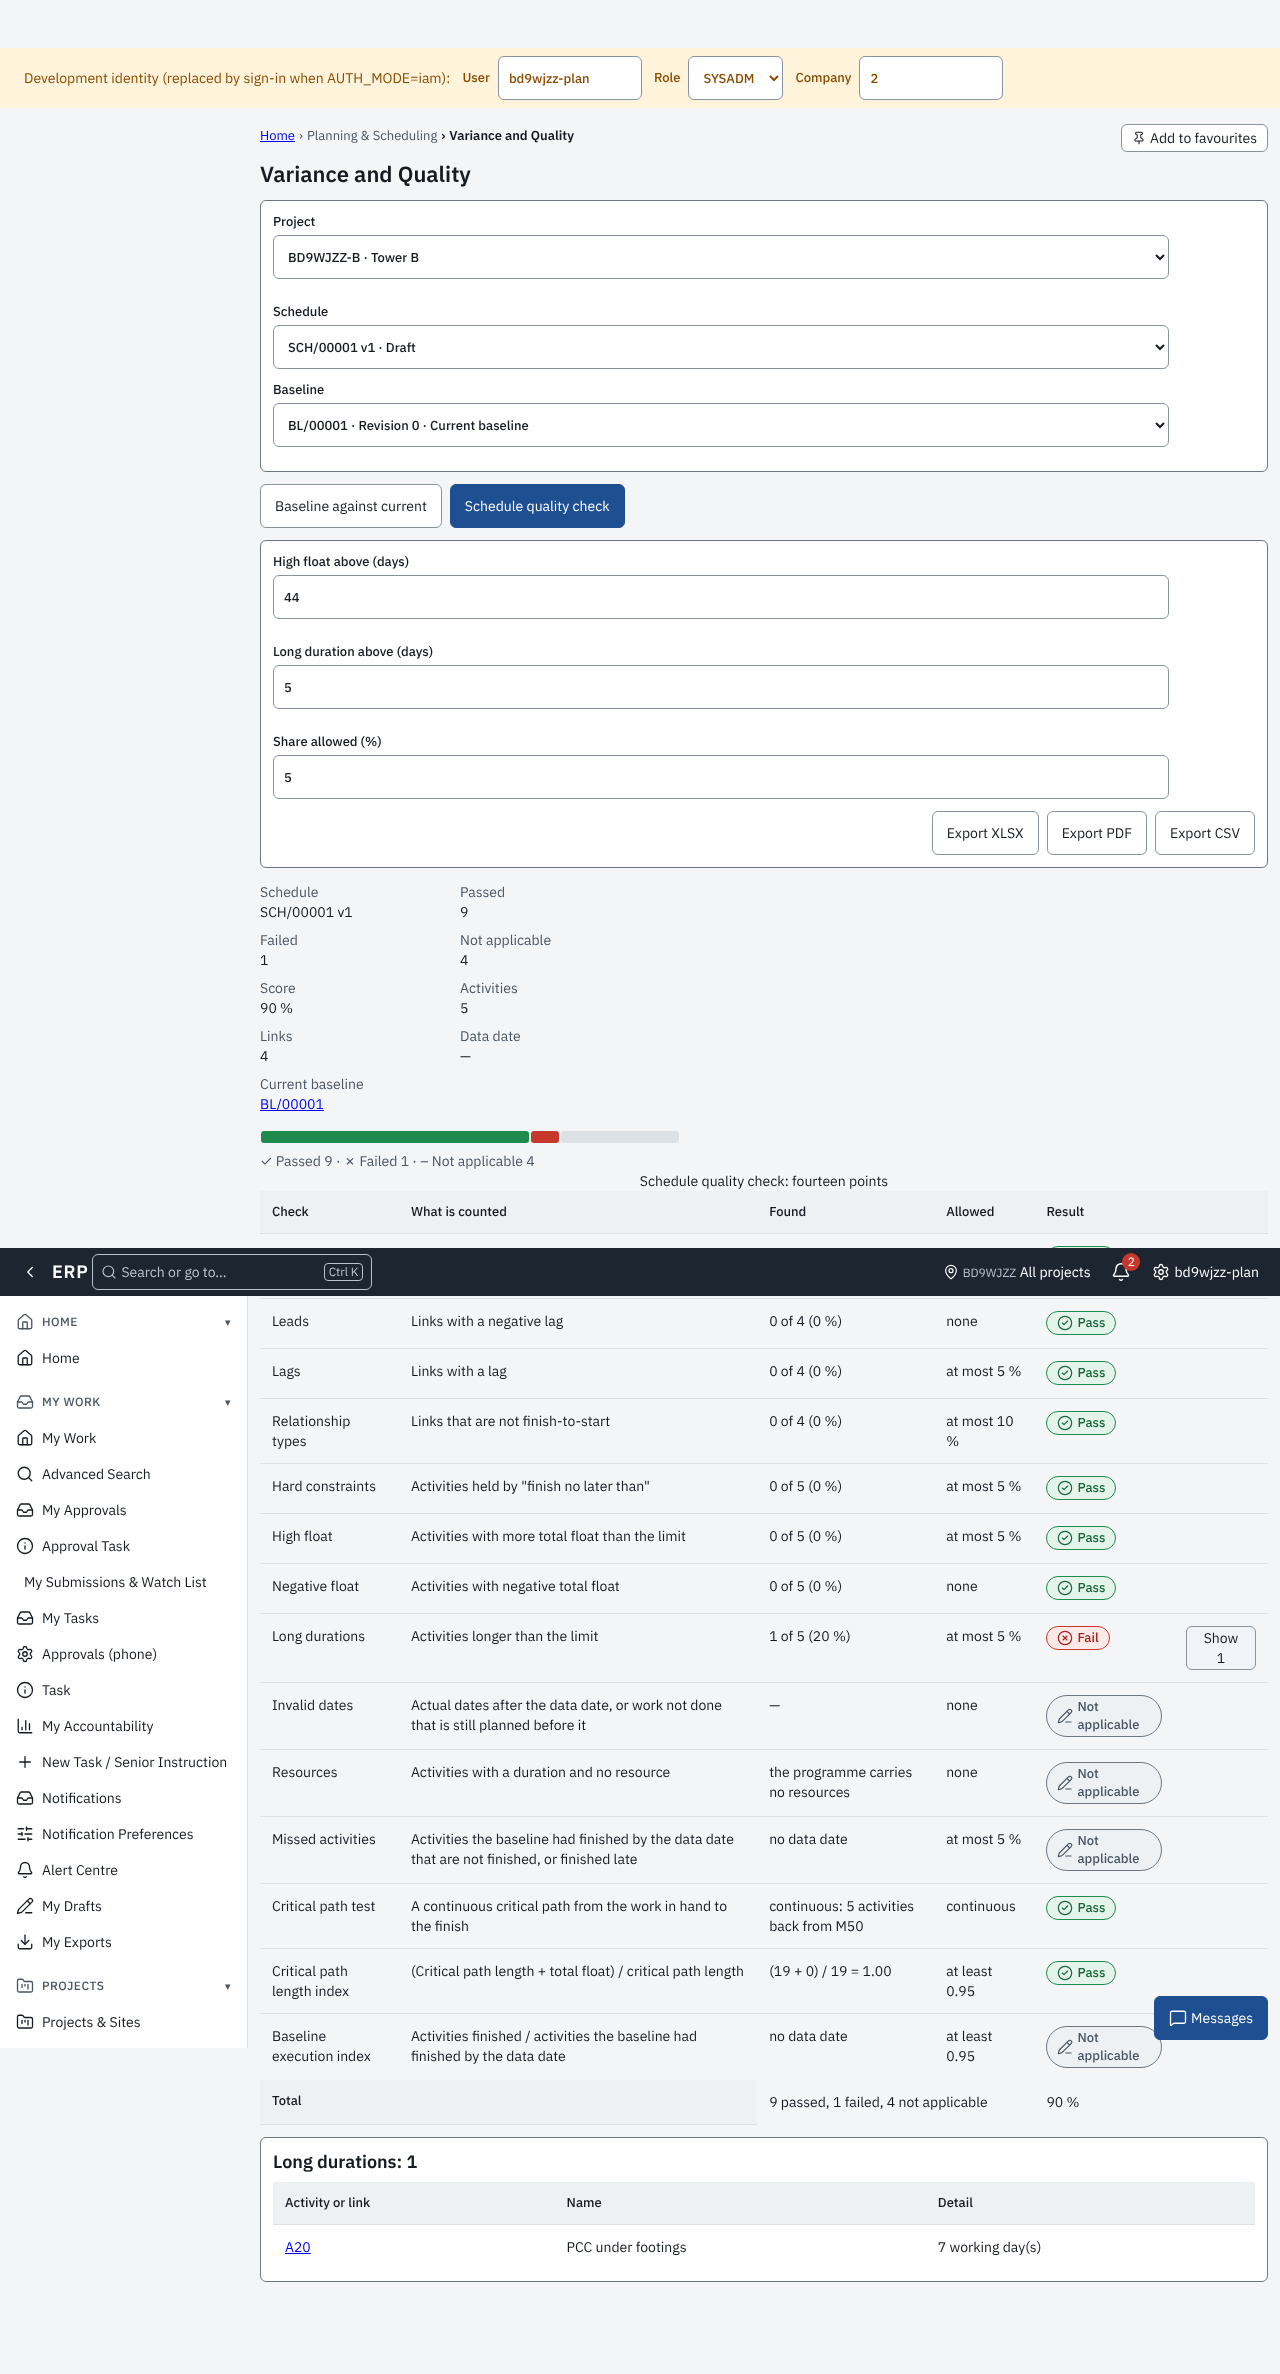 Development identity (replaced by sign-in when AUTH_MODE=iam): User bd9wjzz-plan Role SYSADM Company 2
Home › Planning & Scheduling › Variance and Quality
Add to favourites
Variance and Quality
Project
BD9WJZZ-B · Tower B
Schedule
SCH/00001 v1 · Draft
Baseline
BL/00001 · Revision 0 · Current baseline
Baseline against current
Schedule quality check
High float above (days)
44
Long duration above (days)
5
Share allowed (%)
5
Export XLSX
Export PDF
Export CSV
Schedule
SCH/00001 v1
Passed
9
Failed
1
Not applicable
4
Score
90 %
Activities
5
Links
4
Data date
—
Current baseline
BL/00001
✓ Passed 9 · × Failed 1 · – Not applicable 4
Schedule quality check: fourteen points
Check What is counted Found Allowed Result
ERP
Search or go to...
Ctrl K
BD9WJZZ All projects
2
bd9wjzz-plan
HOME
Home
MY WORK
My Work
Advanced Search
My Approvals
Approval Task
My Submissions & Watch List
My Tasks
Approvals (phone)
Task
My Accountability
New Task / Senior Instruction
Notifications
Notification Preferences
Alert Centre
My Drafts
My Exports
PROJECTS
Projects & Sites
Leads Links with a negative lag 0 of 4 (0 %) none Pass
Lags Links with a lag 0 of 4 (0 %) at most 5 % Pass
Relationship
types
Links that are not finish-to-start 0 of 4 (0 %)
at most 10
%
Pass
Hard constraints Activities held by "finish no later than" 0 of 5 (0 %) at most 5 % Pass
High float Activities with more total float than the limit 0 of 5 (0 %) at most 5 % Pass
Negative float Activities with negative total float 0 of 5 (0 %) none Pass
Long durations Activities longer than the limit 1 of 5 (20 %) at most 5 % Fail
Show
1
Invalid dates
Actual dates after the data date, or work not done
that is still planned before it
— none
Not
applicable
Resources Activities with a duration and no resource
the programme carries
no resources
none
Not
applicable
Missed activities
Activities the baseline had finished by the data date
that are not finished, or finished late
no data date at most 5 %
Not
applicable
Critical path test
A continuous critical path from the work in hand to
the finish
continuous: 5 activities
back from M50
continuous Pass
Critical path
length index
(Critical path length + total float) / critical path length (19 + 0) / 19 = 1.00
at least
0.95
Pass
Messages
Baseline
execution index
Activities finished / activities the baseline had
finished by the data date
no data date
at least
0.95
Not
applicable
Total 9 passed, 1 failed, 4 not applicable 90 %
Long durations: 1
Activity or link Name Detail
A20 PCC under footings 7 working day(s)